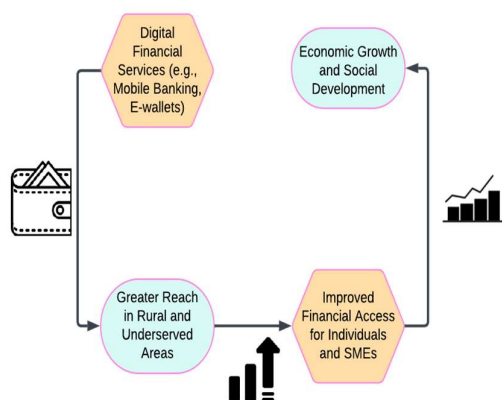 Digital
Financial
Services (e.g.,
Mobile Banking,
E-wallets)
Economic Growth
and Social
Development
Greater Reach
in Rural and
Underserved
Areas
Improved
Financial Access
for Individuals
and SMEs